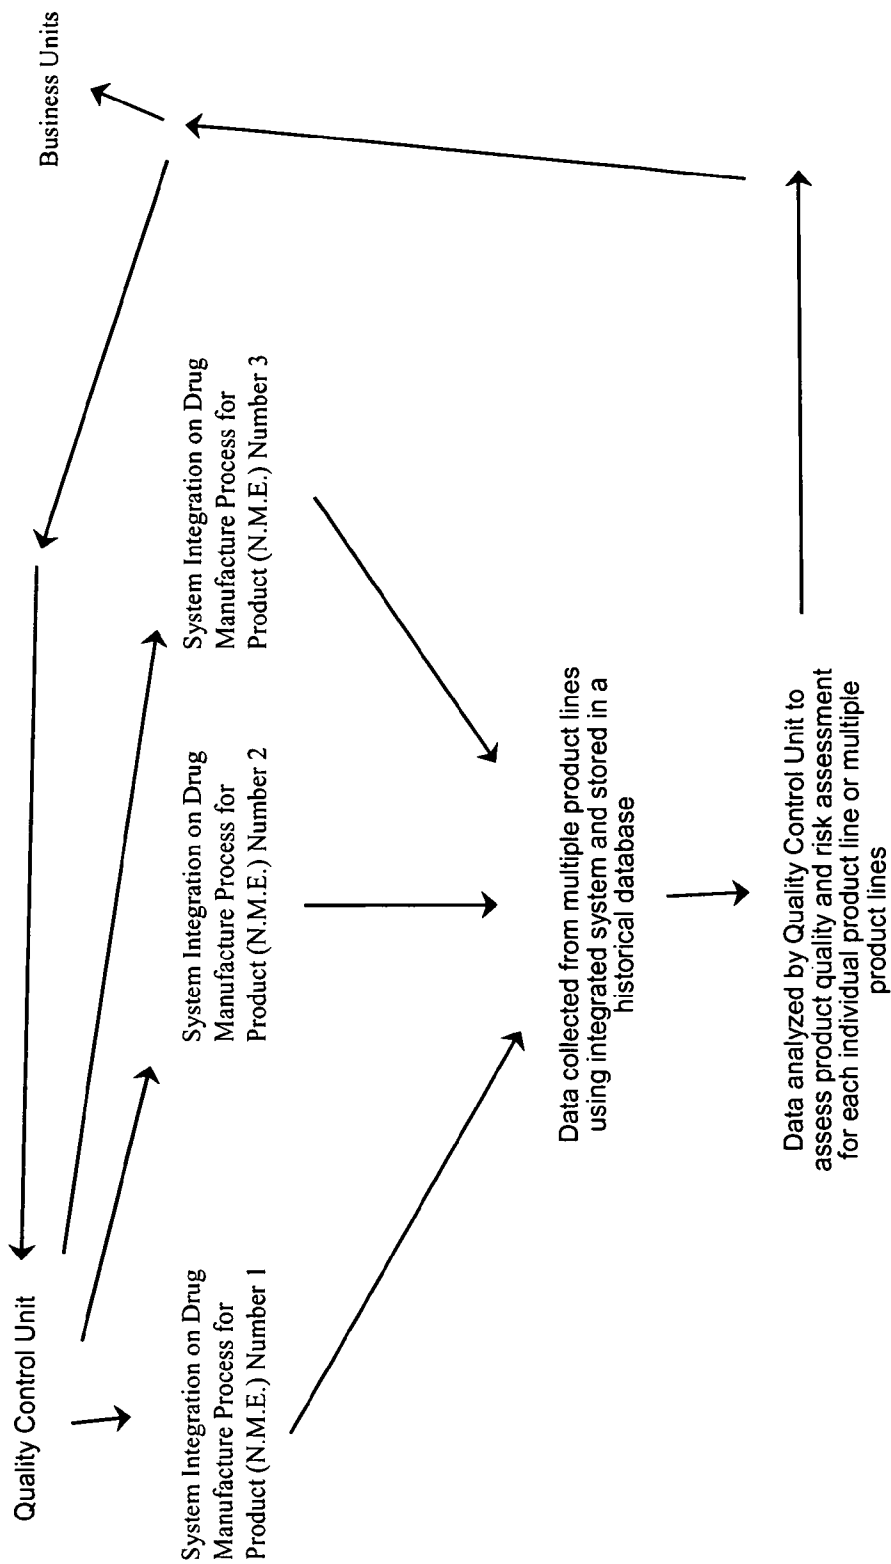 Quality Control Unit
Business Units
System Integration on Drug
Manufacture Process for
Product (N.M.E.) Number 1
System Integration on Drug
Manufacture Process for
Product (N.M.E.) Number 2
System Integration on Drug
Manufacture Process for
Product (N.M.E.) Number 3
Data collected from multiple product lines
using integrated system and stored in a
historical database
Data analyzed by Quality Control Unit to
assess product quality and risk assessment
for each individual product line or multiple
product lines